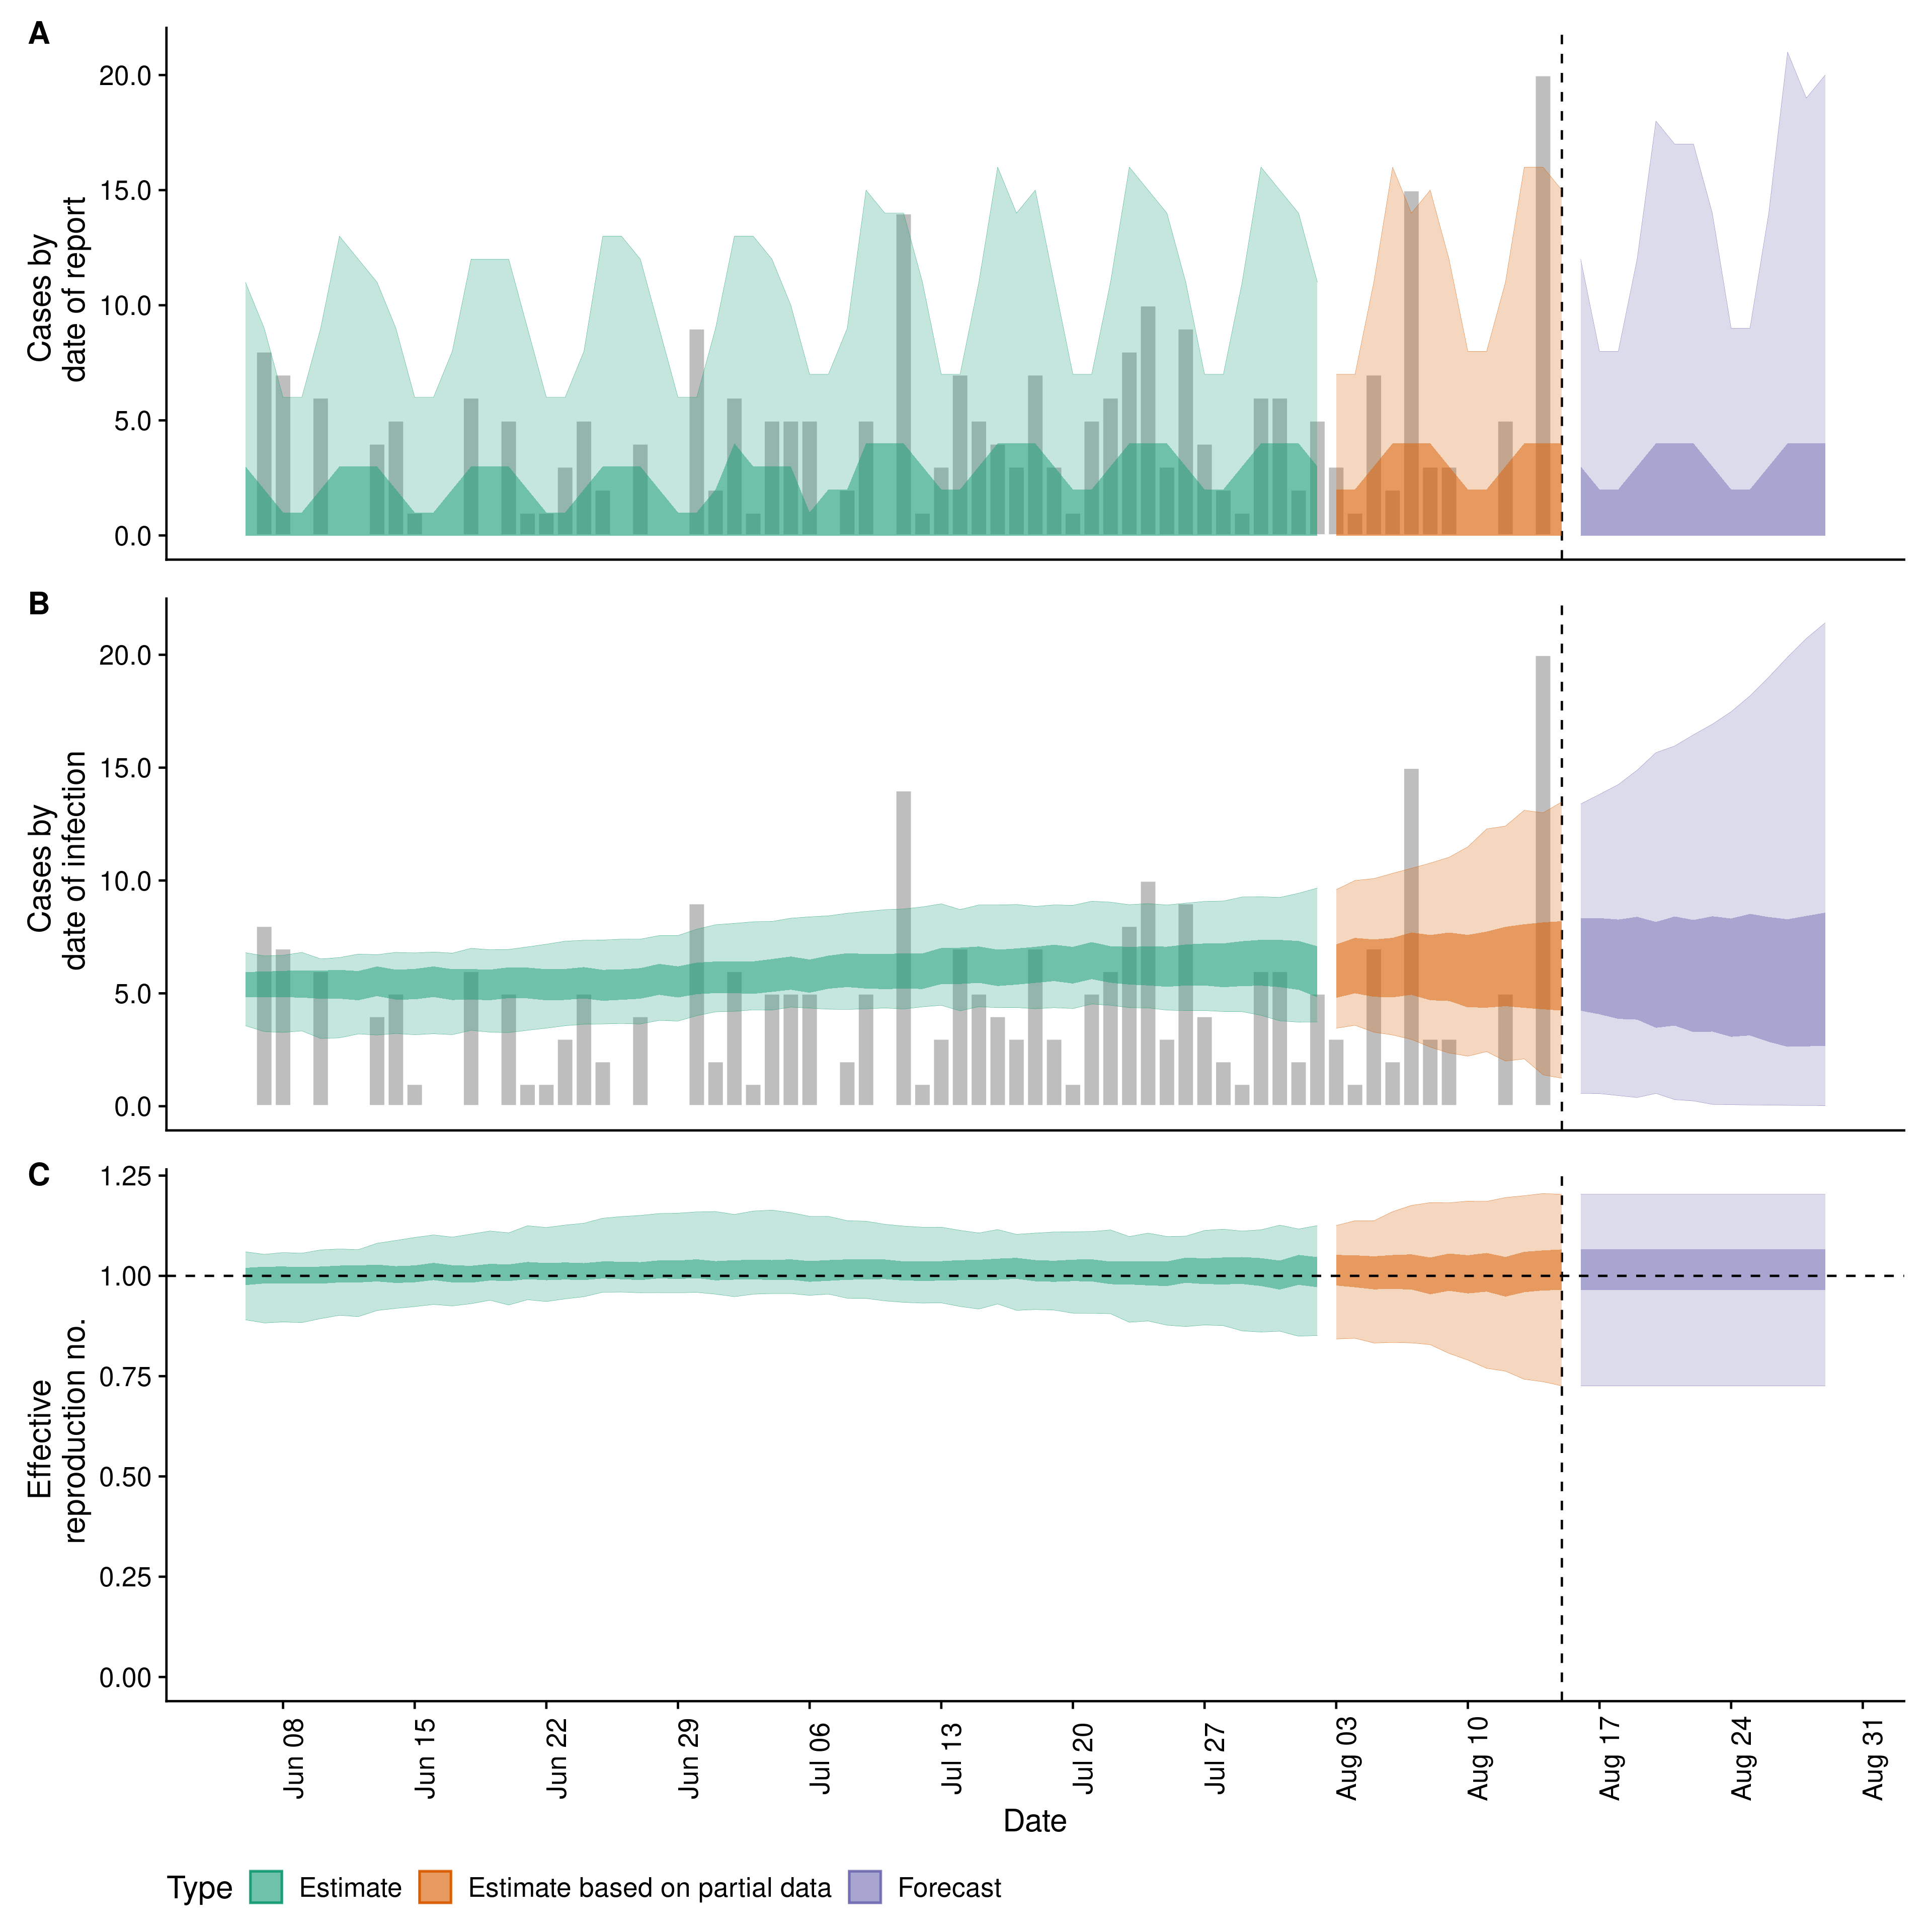 A
20.0
15.0
10.0
5.0
0.0
Cases by
date of report
B
20.0
15.0
10.0
5.0
0.0
Cases by
date of infection
C
1.25
1.00
0.75
0.50
0.25
0.00
Effective
reproduction no.
Jun 08
Jun 15
Jun 22
Jun 29
Jul 06
Jul 13
Jul 20
Jul 27
Aug 03
Aug 10
Aug 17
Aug 24
Aug 31
Date
Type Estimate Estimate based on partial data Forecast